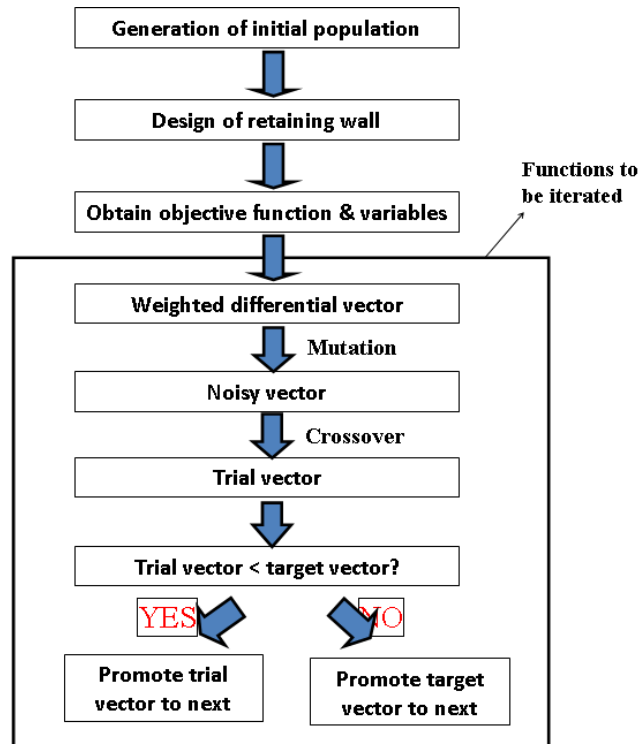 Generation of initial population
Design of retaining wall
Functions to
be iterated
Obtain objective function & variables
Weighted differential vector
Mutation
Noisy vector
Crossover
Trial vector
Trial vector < target vector?
YES
NO
Promote trial
vector to next
Promote target
vector to next